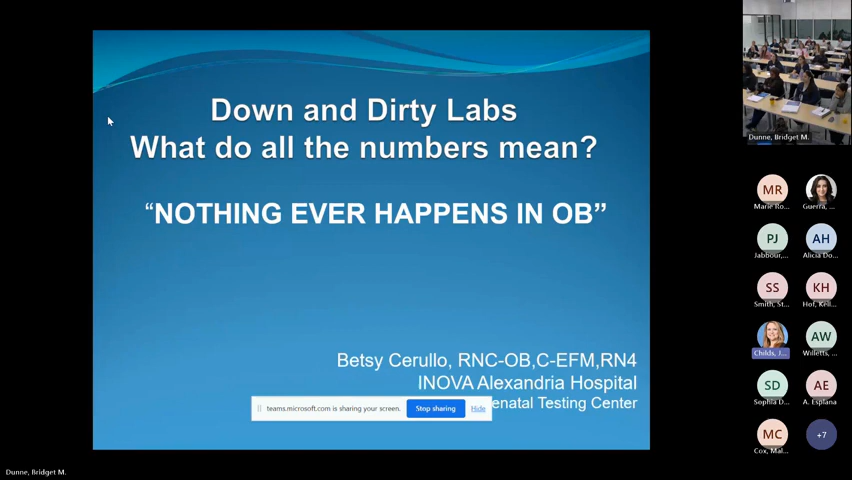 Down and Dirty Labs
What do all the numbers mean?
“NOTHING EVER HAPPENS IN OB”
Betsy Cerullo, RNC-OB,C-EFM,RN4
INOVA Alexandria Hospital
enatal Testing Center
teams.microsoft.com is sharing your screen.
Stop sharing
Hide
Dunne, Bridget M.
Dunne, Bridget M.
MR
Marie Ro...
Guerra, ...
PJ
Jabbour,...
AH
Alicia Do...
SS
Smith, St...
KH
Hof, Kell...
Childs, J...
AW
Willetts, ...
SD
Sophia D...
AE
A. Esplana
MC
Cox, Mal...
+7